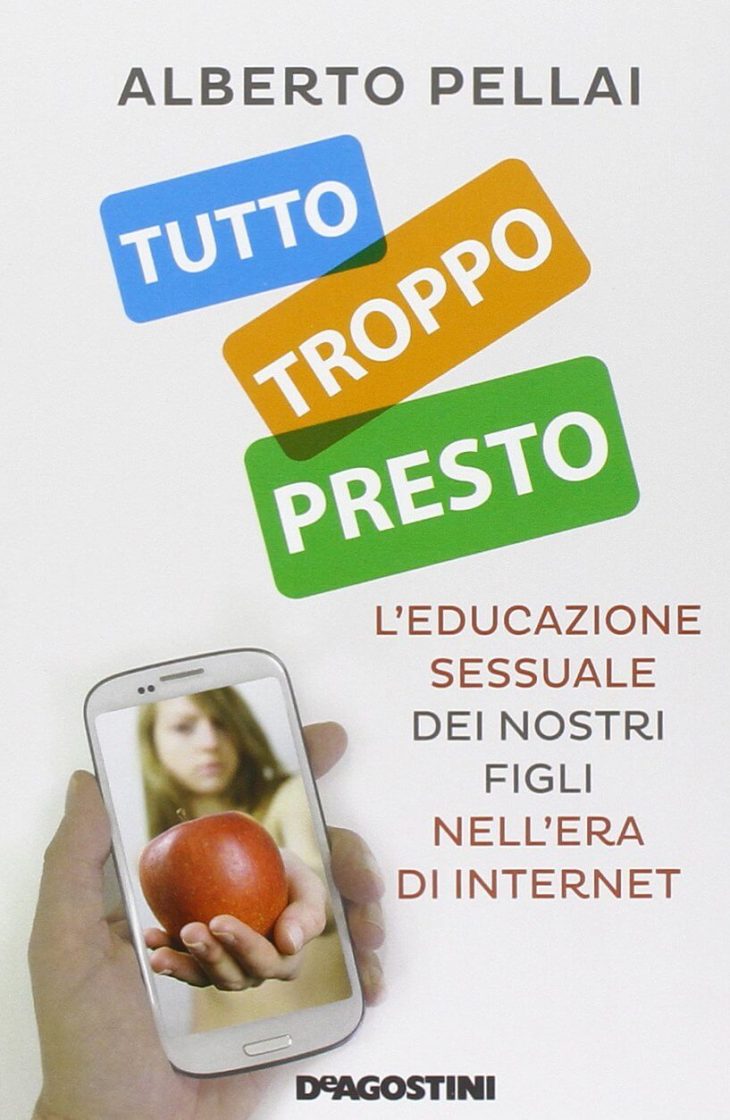 ALBERTO PELLAI
TUTTO
TROPPO
PRESTO
L'EDUCAZIONE
SESSUALE
DEI NOSTRI
FIGLI
NELL'ERA
DI INTERNET
DeAGOSTINI